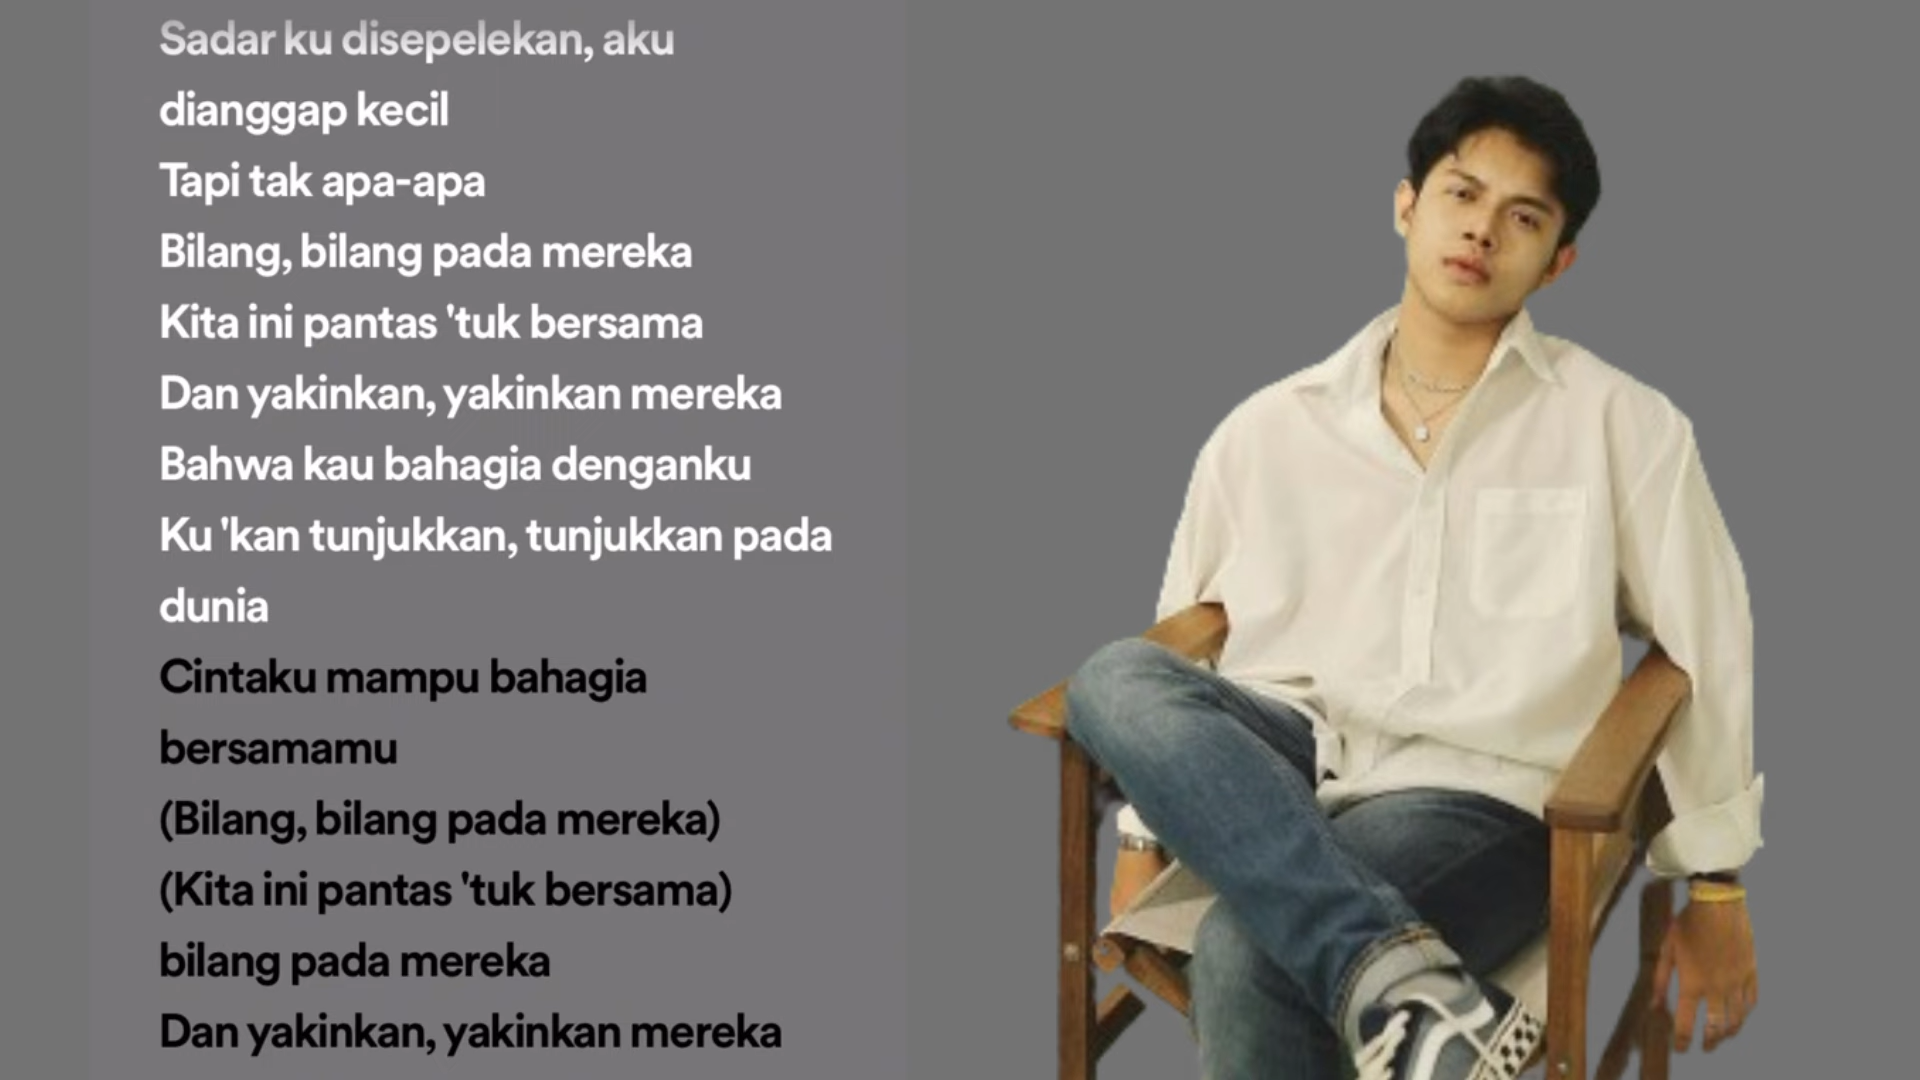 Sadar ku disepelekan, aku
dianggap kecil
Tapi tak apa-apa
Bilang, bilang pada mereka
Kita ini pantas 'tuk bersama
Dan yakinkan, yakinkan mereka
Bahwa kau bahagia denganku
Ku 'kan tunjukkan, tunjukkan pada
dunia
Cintaku mampu bahagia
bersamamu
(Bilang, bilang pada mereka)
(Kita ini pantas 'tuk bersama)
bilang pada mereka
Dan yakinkan, yakinkan mereka